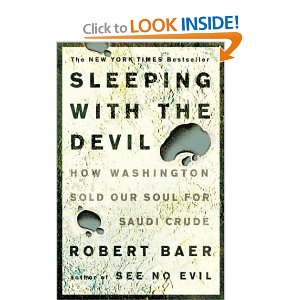 Click to
LOOK INSIDE!
The NEW YORK TIMES Bestseller
SLEEPING
WITH THE
DEVIL
HOW WASHINGTON
SOLD OUR SOUL FOR
SAUDI CRUDE
ROBERT BAER
author of SEE NO EVIL